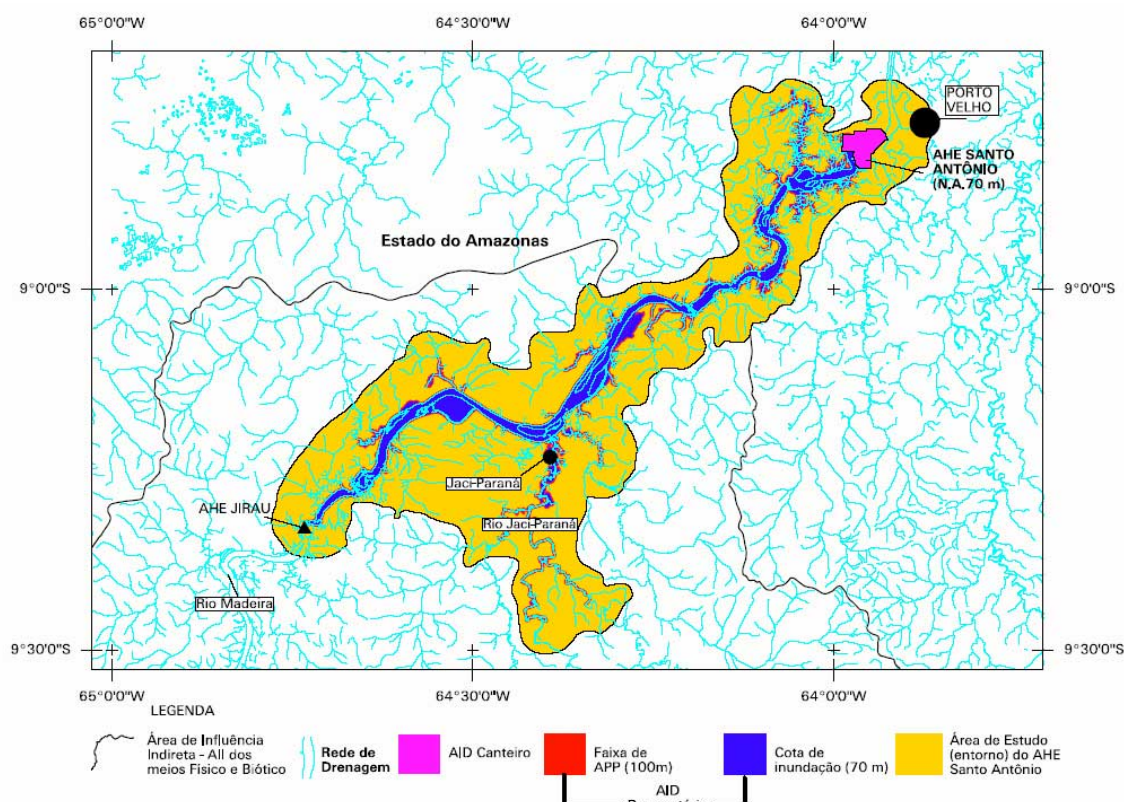 65°0'0"W
64°30'0"W
64°0'0"W
PORTO
VELHO
AHE SANTO
ANTÔNIO
(N.A.70 m)
Estado do Amazonas
9°0'0"S
9°0'0"S
Jaci-Paraná
AHE JIRAU
Rio Jaci-Paraná
Rio Madeira
9°30'0"S
9°30'0"S
65°0'0"W
64°30'0"W
64°0'0"W
LEGENDA
Área de Influência
Indireta - AII dos
meios Físico e Biótico
Rede de
Drenagem
AID Canteiro
Faixa de
APP (100m)
Cota de
inundação (70 m)
Área de Estudo
(entorno) do AHE
Santo Antônio
AID